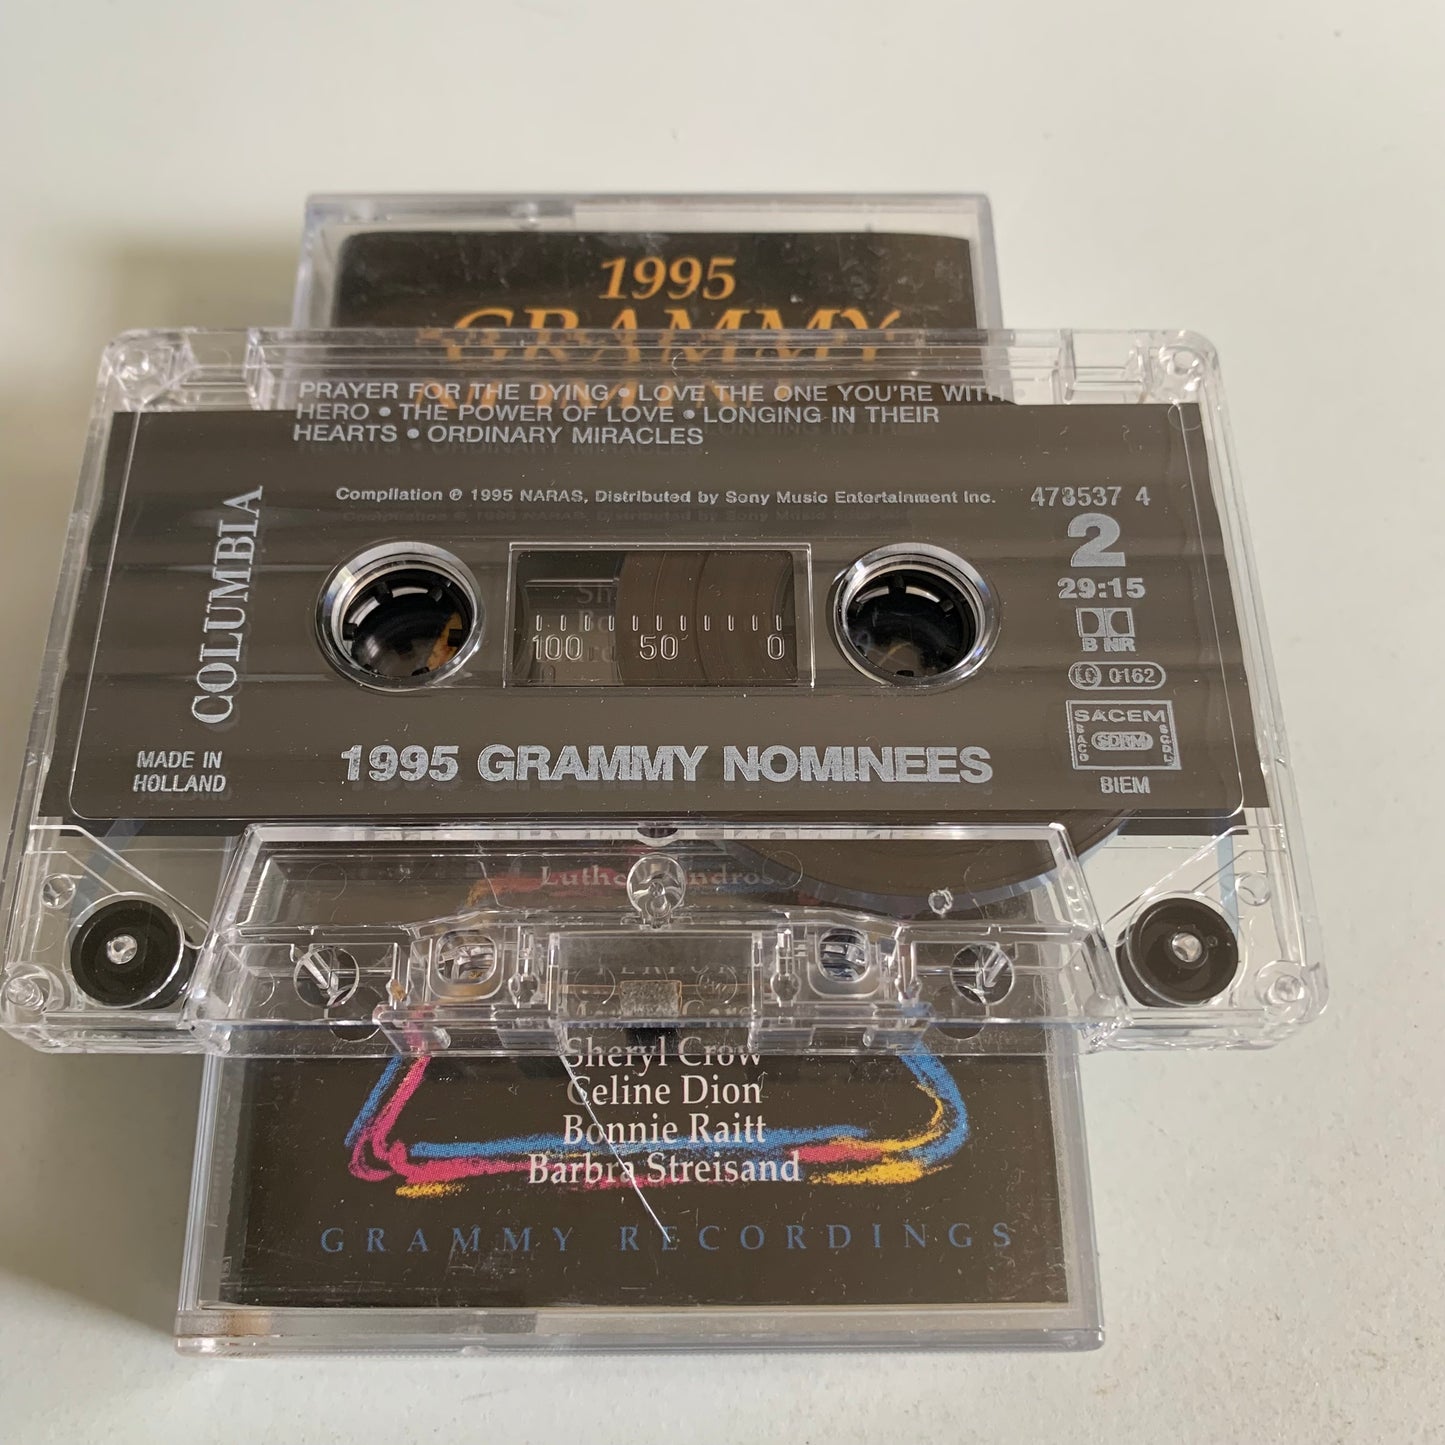 1995
GRAMMY
PRAYER FOR THE DYING • LOVE THE ONE YOU'RE WITH
HERO • THE POWER OF LOVE • LONGING IN THEIR
HEARTS • ORDINARY MIRACLES
Compilation ℗ 1995 NARAS, Distributed by Sony Music Entertainment Inc.
478537 4
2
29:15
B NR
LC 0162
SACEM
SACD SDRM SGDL
BIEM
COLUMBIA
100 50 0
MADE IN
HOLLAND
1995 GRAMMY NOMINEES
Sheryl Crow
Celine Dion
Bonnie Raitt
Barbra Streisand
GRAMMY RECORDINGS